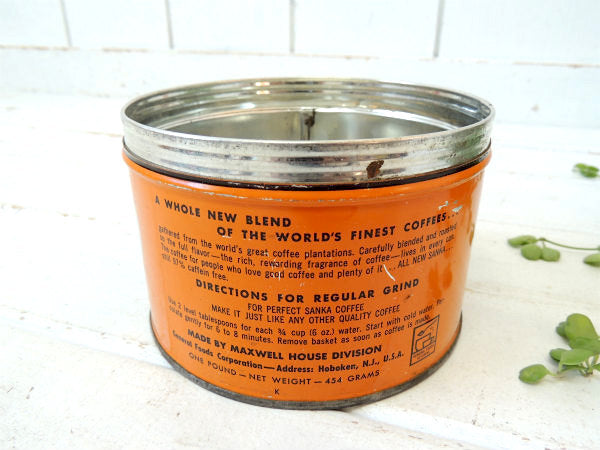 A WHOLE NEW BLEND
OF THE WORLD'S FINEST COFFEES...
gathered from the world's great coffee plantations. Carefully blended and roasted
to the full flavor—the rich, rewarding fragrance of coffee—lives in every can.
The coffee for people who love good coffee and plenty of it... ALL NEW SANKA...
still 97% caffein free.
DIRECTIONS FOR REGULAR GRIND
FOR PERFECT SANKA COFFEE
MAKE IT JUST LIKE ANY OTHER QUALITY COFFEE
Use 2 level tablespoons for each ¾ cup (6 oz.) water. Start with cold water. Per-
colate gently for 6 to 8 minutes. Remove basket as soon as coffee is made.
MADE BY MAXWELL HOUSE DIVISION
General Foods Corporation—Address: Hoboken, N.J., U.S.A.
ONE POUND—NET WEIGHT—454 GRAMS
K